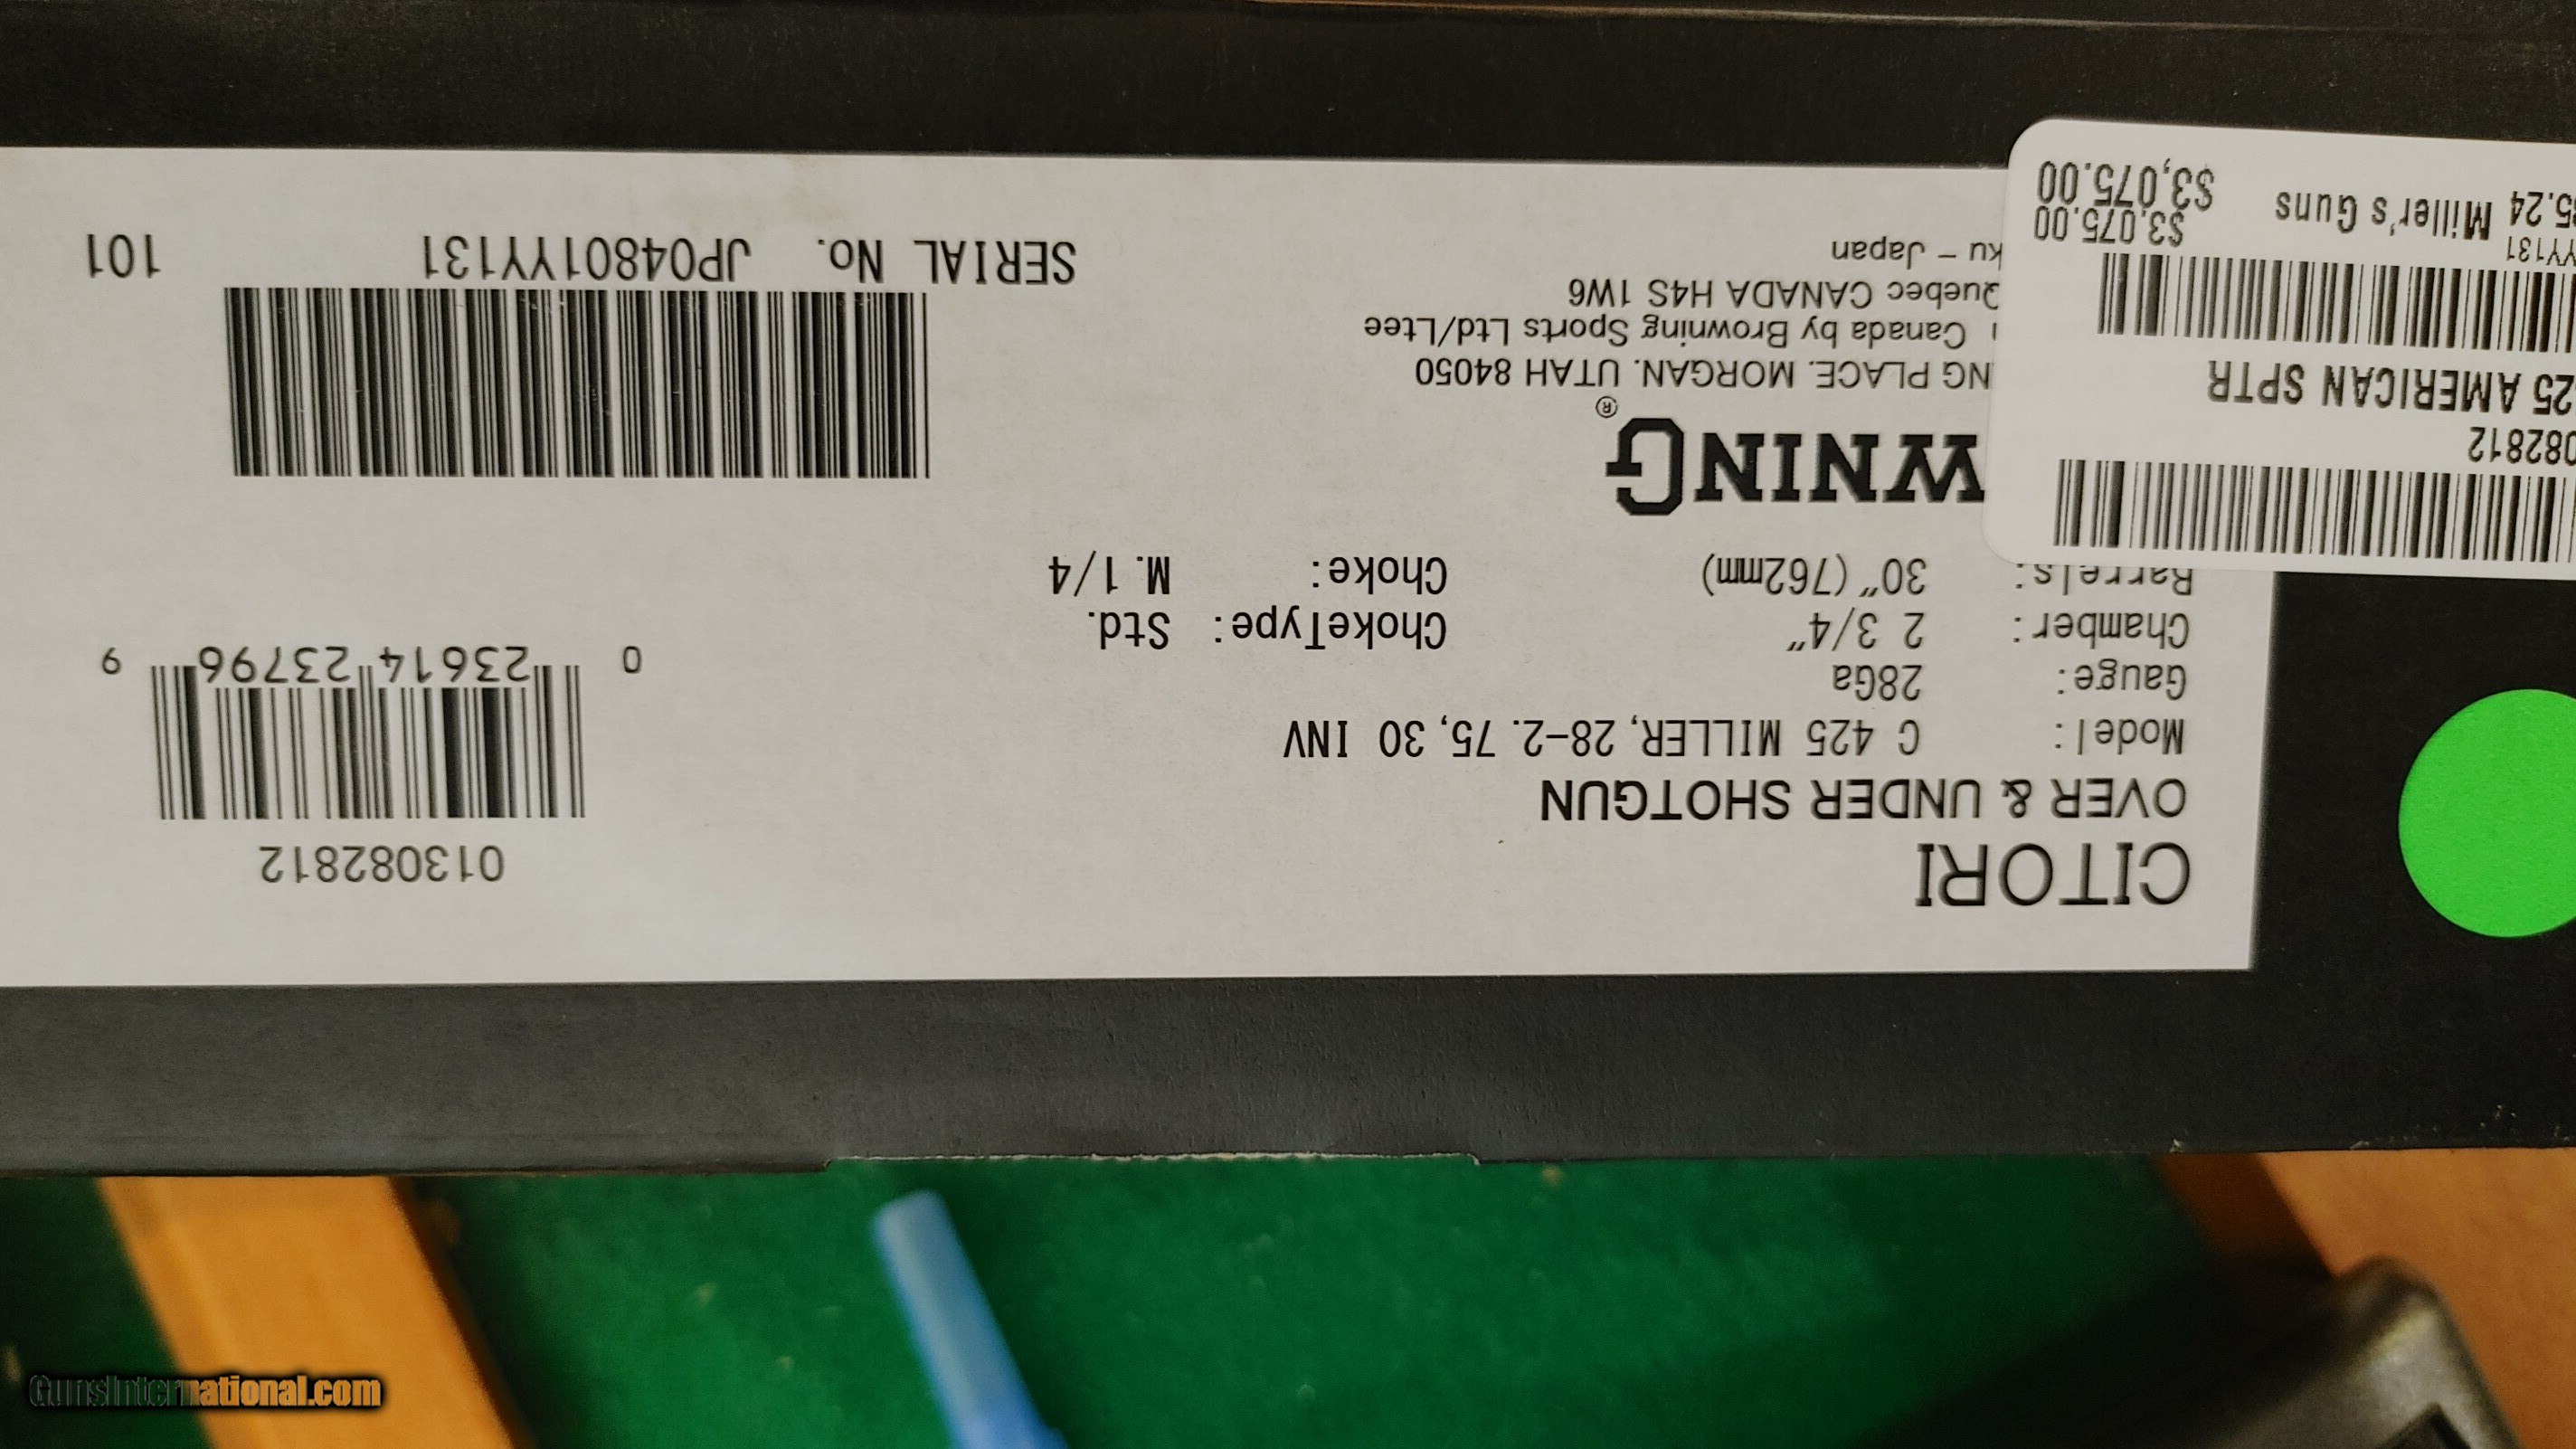 CITORI
OVER & UNDER SHOTGUN
Model: C 425 MILLER, 28-2.75, 30 INV
Gauge: 28Ga
Chamber: 2 3/4" ChokeType: Std.
Barrels: 30" (762mm) Choke: M. 1/4
WNING®
NG PLACE. MORGAN. UTAH 84050
Canada by Browning Sports Ltd/Ltee
Quebec CANADA H4S 1W6
ku - Japan
013082812
0 23614 23796 9
SERIAL No. JP04801YY131
101
082812
25 AMERICAN SPTR
YY131
$3,075.00
5.24 Miller's Guns
$3,075.00
GunsInternational.com